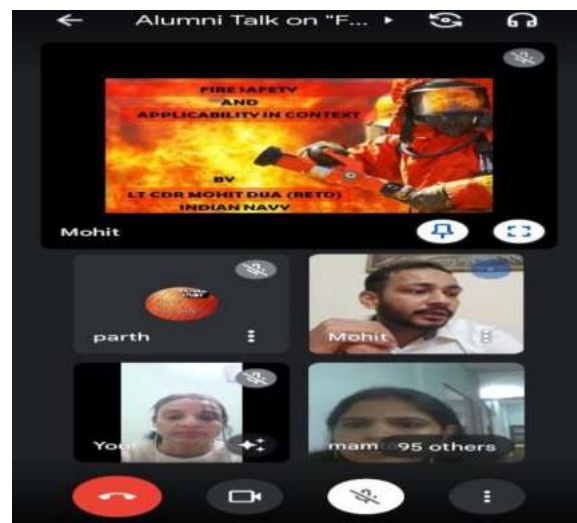 Alumni Talk on "F...
FIRE SAFETY
AND
APPLICABILITY IN CONTEXT
BY
LT CDR MOHIT DUA (RETD)
INDIAN NAVY
Mohit
parth
Mohit
You
mam
95 others